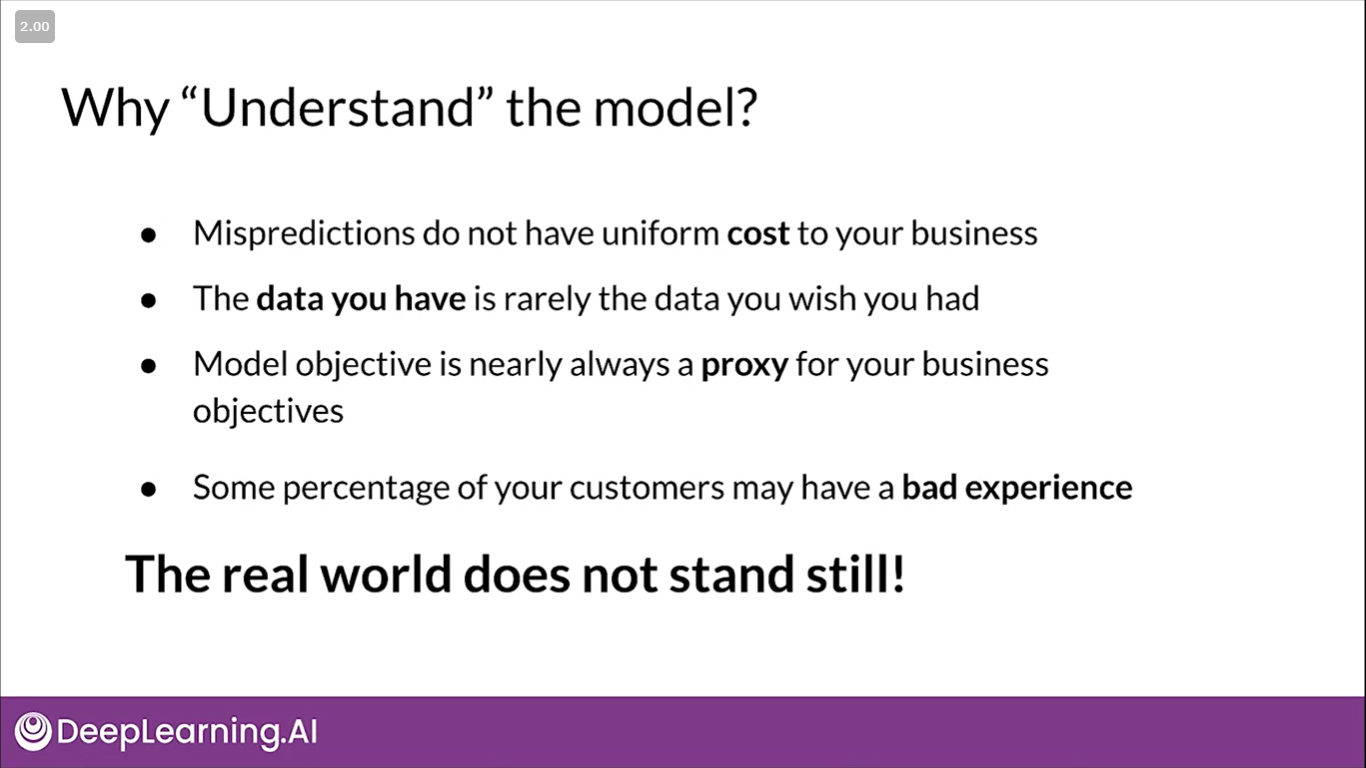 2.00
Why “Understand” the model?
● Mispredictions do not have uniform cost to your business
● The data you have is rarely the data you wish you had
● Model objective is nearly always a proxy for your business
objectives
● Some percentage of your customers may have a bad experience
The real world does not stand still!
DeepLearning.AI